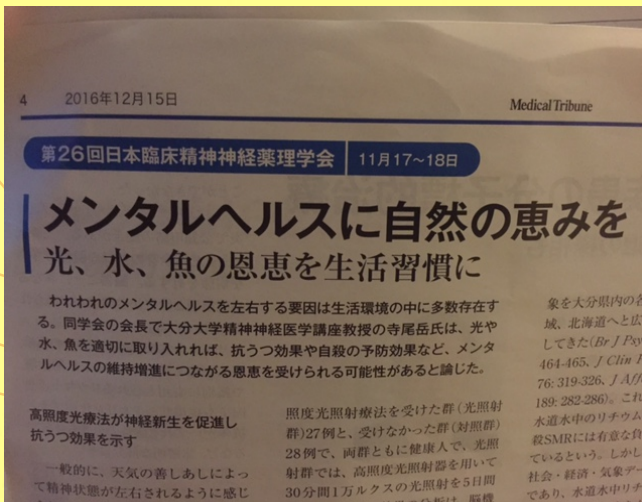 4 2016年12月15日 Medical Tribune
第26回日本臨床精神神経薬理学会 11月17~18日
メンタルヘルスに自然の恵みを
光、水、魚の恩恵を生活習慣に
われわれのメンタルヘルスを左右する要因は生活環境の中に多数存在す
る。同学会の会長で大分大学精神神経医学講座教授の寺尾岳氏は、光や
水、魚を適切に取り入れれば、抗うつ効果や自殺の予防効果など、メンタ
ルヘルスの維持増進につながる恩恵を受けられる可能性があると論じた。
高照度光療法が神経新生を促進し
抗うつ効果を示す
一般的に、天気の善しあしによっ
て精神状態が左右されるように感じ
照度光照射療法を受けた群(光照射
群)27例と、受けなかった群(対照群)
28例で、両群ともに健康人で、光照
射群では、高照度光照射器を用いて
30分間1万ルクスの光照射を5日間
象を大分県内の各
域、北海道へと広
してきた(Br J Psy
464-465、J Clin P
76: 319-326、J Aff
189: 282-286)。これ
水道水中のリチウム
殺SMRには有意な負
ているという。しかし
社会・経済・気象デー
であり、水道水中リチ